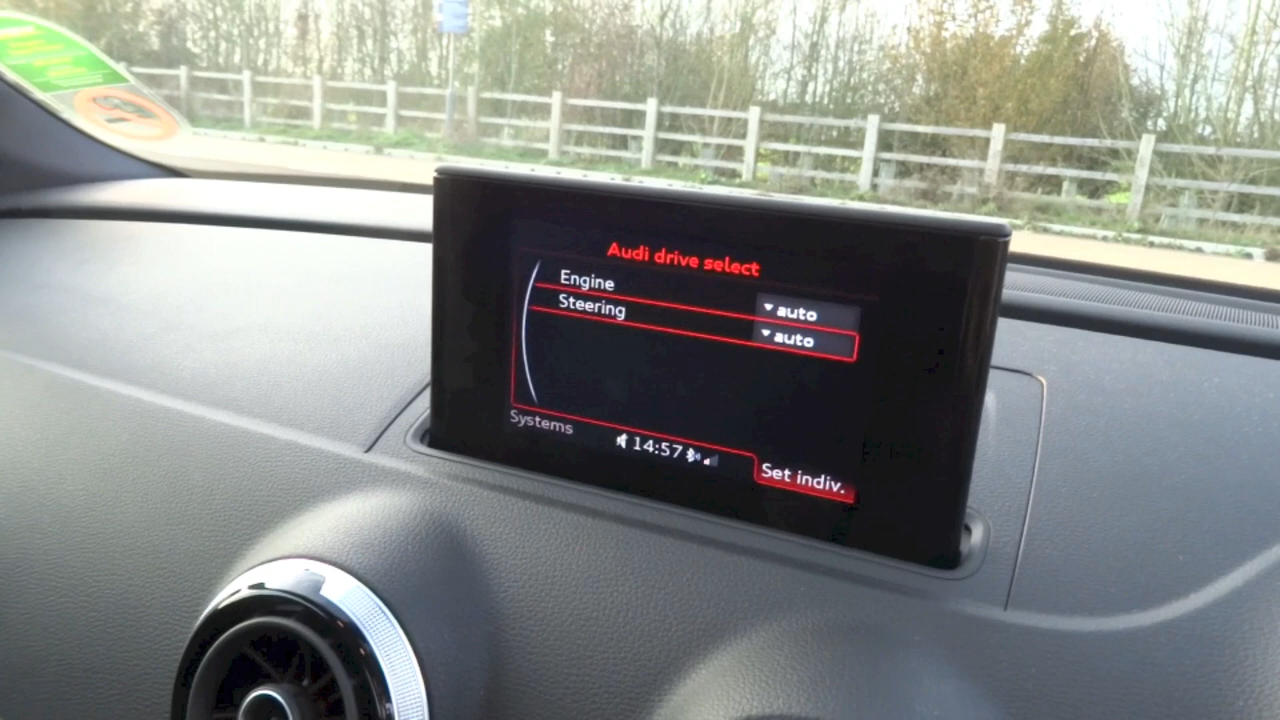 Audi drive select
Engine
auto
Steering
auto
Systems
14:57
Set indiv.